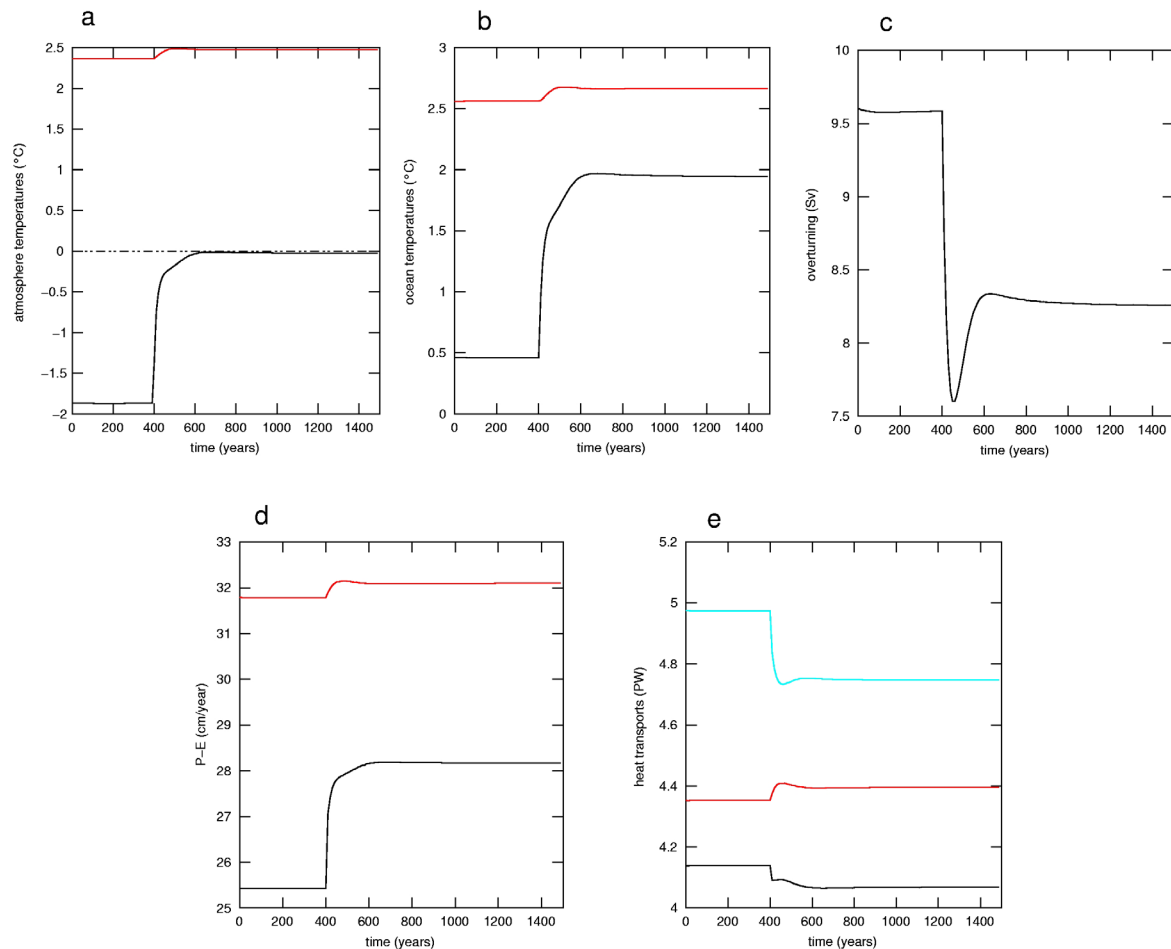 a
2.5
2
1.5
1
0.5
0
−0.5
−1
−1.5
−2
atmosphere temperatures (°C)
0 200 400 600 800 1000 1200 1400
time (years)
b
3
2.5
2
1.5
1
0.5
0
ocean temperatures (°C)
0 200 400 600 800 1000 1200 1400
time (years)
c
10
9.5
9
8.5
8
7.5
overturning (Sv)
0 200 400 600 800 1000 1200 1400
time (years)
d
33
32
31
30
29
28
27
26
25
P−E (cm/year)
0 200 400 600 800 1000 1200 1400
time (years)
e
5.2
5
4.8
4.6
4.4
4.2
4
heat transports (PW)
0 200 400 600 800 1000 1200 1400
time (years)